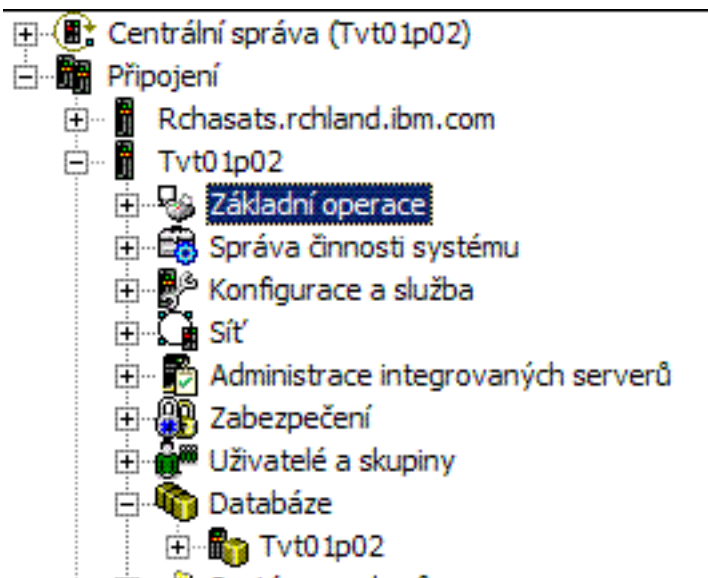 Centrální správa (Tvt01p02)
Připojení
Rchasats.rchland.ibm.com
Tvt01p02
Základní operace
Správa činnosti systému
Konfigurace a služba
Síť
Administrace integrovaných serverů
Zabezpečení
Uživatelé a skupiny
Databáze
Tvt01p02